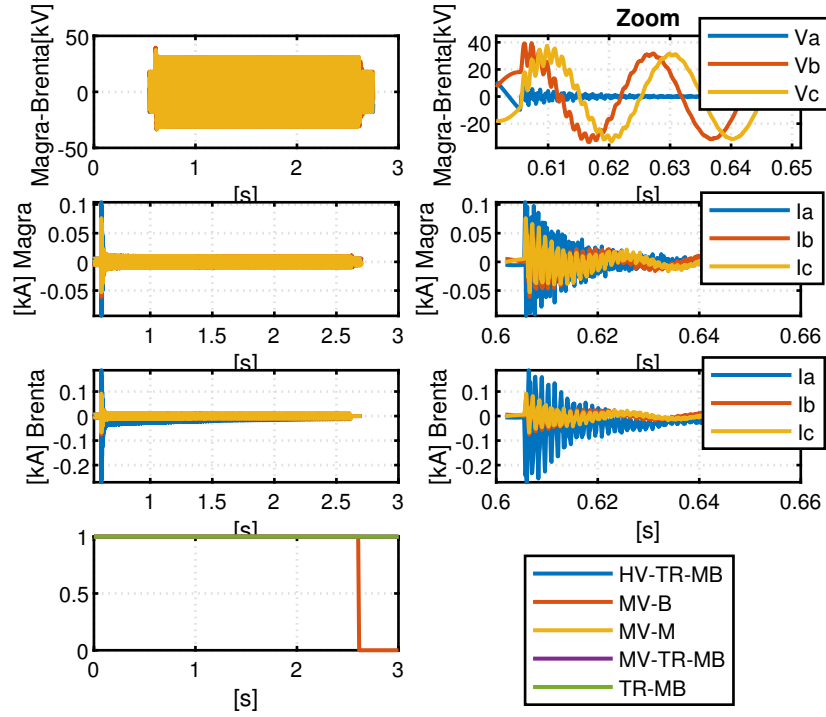 Zoom
Magra-Brenta[kV]
50
0
-50
0
1
2
3
[s]
Magra-Brenta[kV]
40
20
0
-20
0.61
0.62
0.63
0.64
0.65
[s]
Va
Vb
Vc
[kA] Magra
0.1
0.05
0
-0.05
1
1.5
2
2.5
3
[s]
[kA] Magra
0.1
0.05
0
-0.05
0.6
0.62
0.64
0.66
[s]
Ia
Ib
Ic
[kA] Brenta
0.1
0
-0.1
-0.2
1
1.5
2
2.5
3
[s]
[kA] Brenta
0.1
0
-0.1
-0.2
0.6
0.62
0.64
0.66
[s]
Ia
Ib
Ic
1
0.5
0
0
1
2
3
[s]
HV-TR-MB
MV-B
MV-M
MV-TR-MB
TR-MB